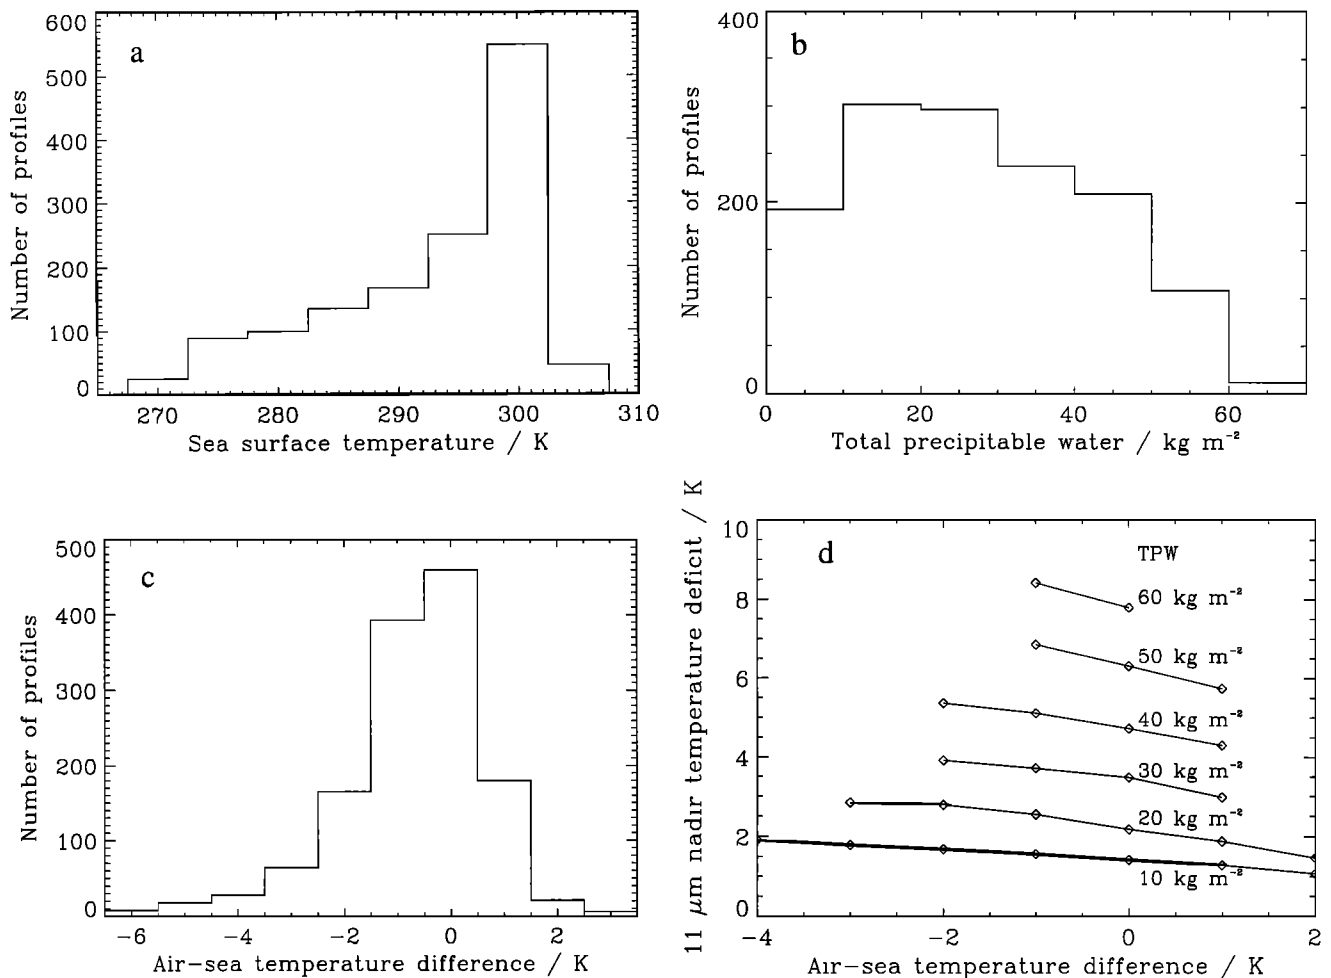 a
600
500
400
300
200
100
0
Number of profiles
270 280 290 300 310
Sea surface temperature / K
b
400
300
200
0
Number of profiles
0 20 40 60
Total precipitable water / kg m⁻²
c
500
400
300
200
100
0
Number of profiles
-6 -4 -2 0 2
Air-sea temperature difference / K
d
10
8
6
4
2
0
11 μm nadir temperature deficit / K
TPW
60 kg m⁻²
50 kg m⁻²
40 kg m⁻²
30 kg m⁻²
20 kg m⁻²
10 kg m⁻²
-4 -2 0 2
Air-sea temperature difference / K